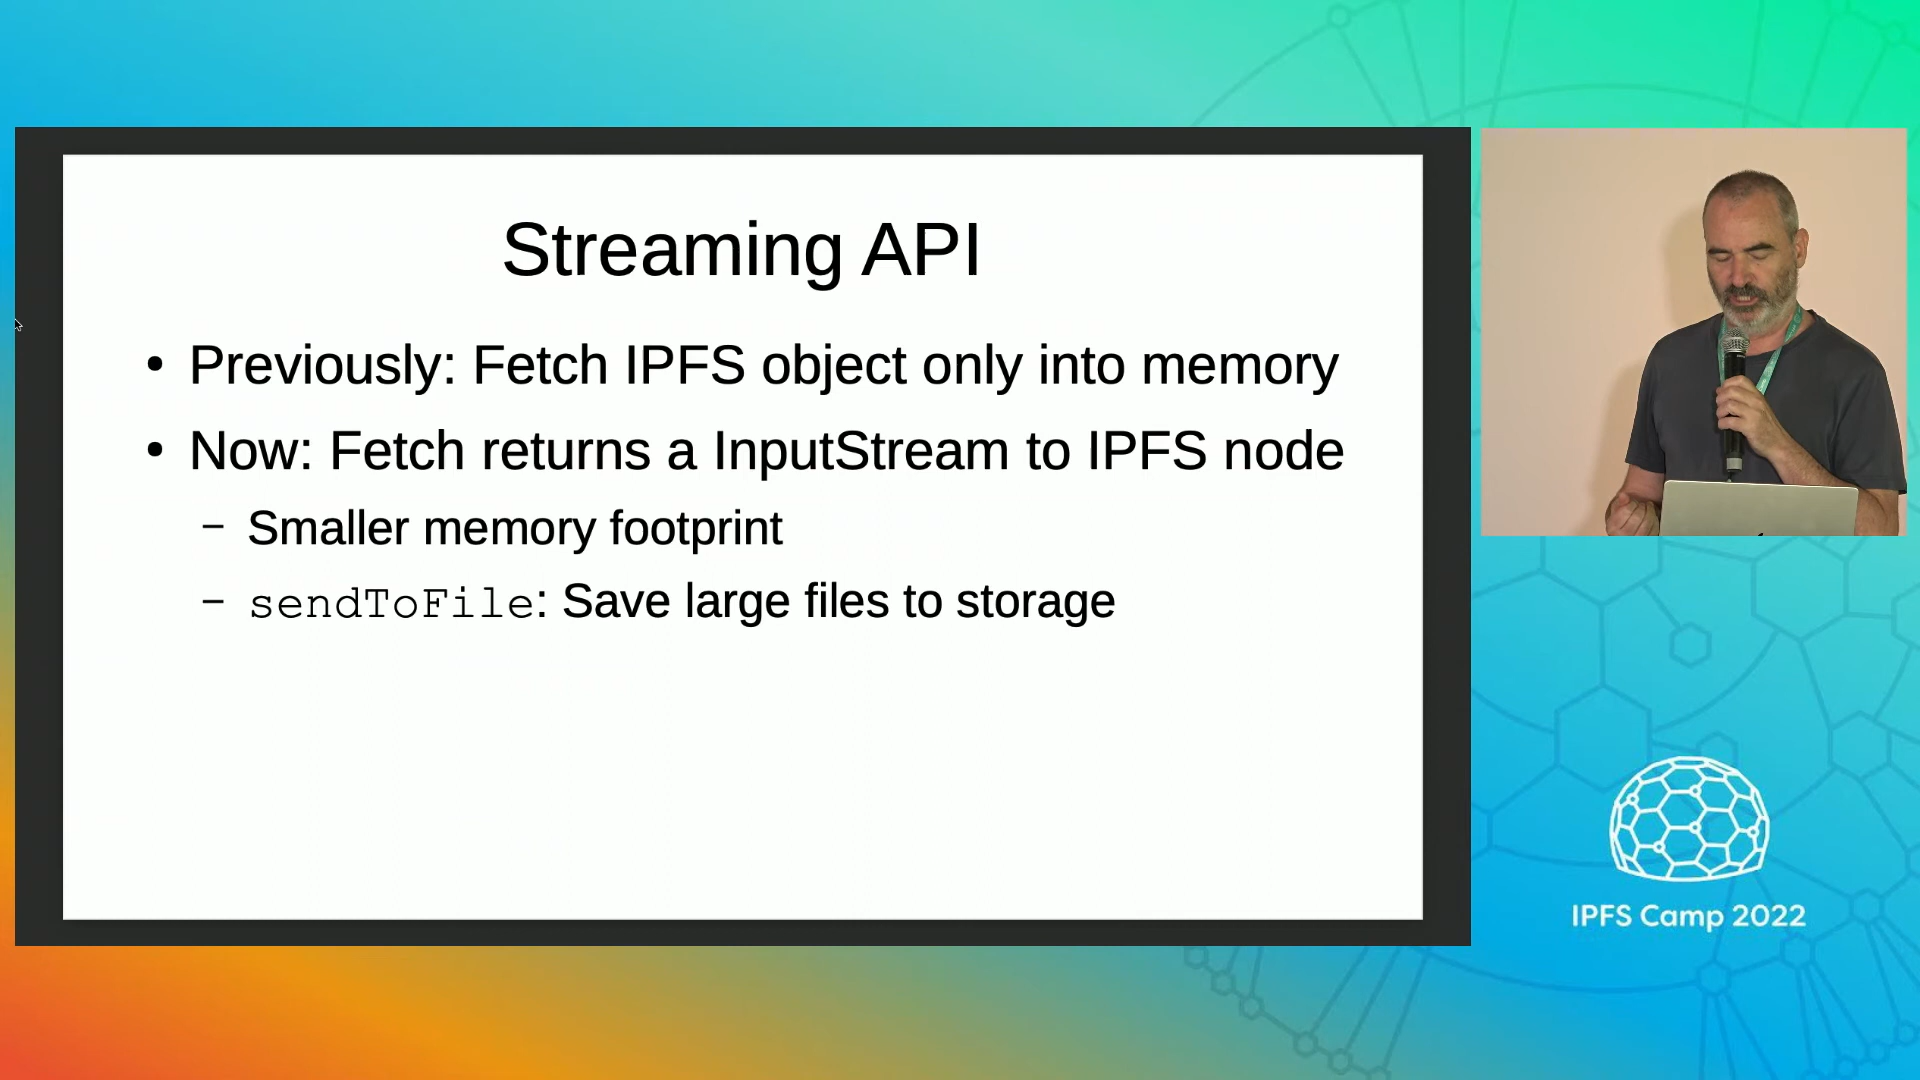 Streaming API
• Previously: Fetch IPFS object only into memory
• Now: Fetch returns a InputStream to IPFS node
– Smaller memory footprint
– sendToFile: Save large files to storage
IPFS Camp 2022